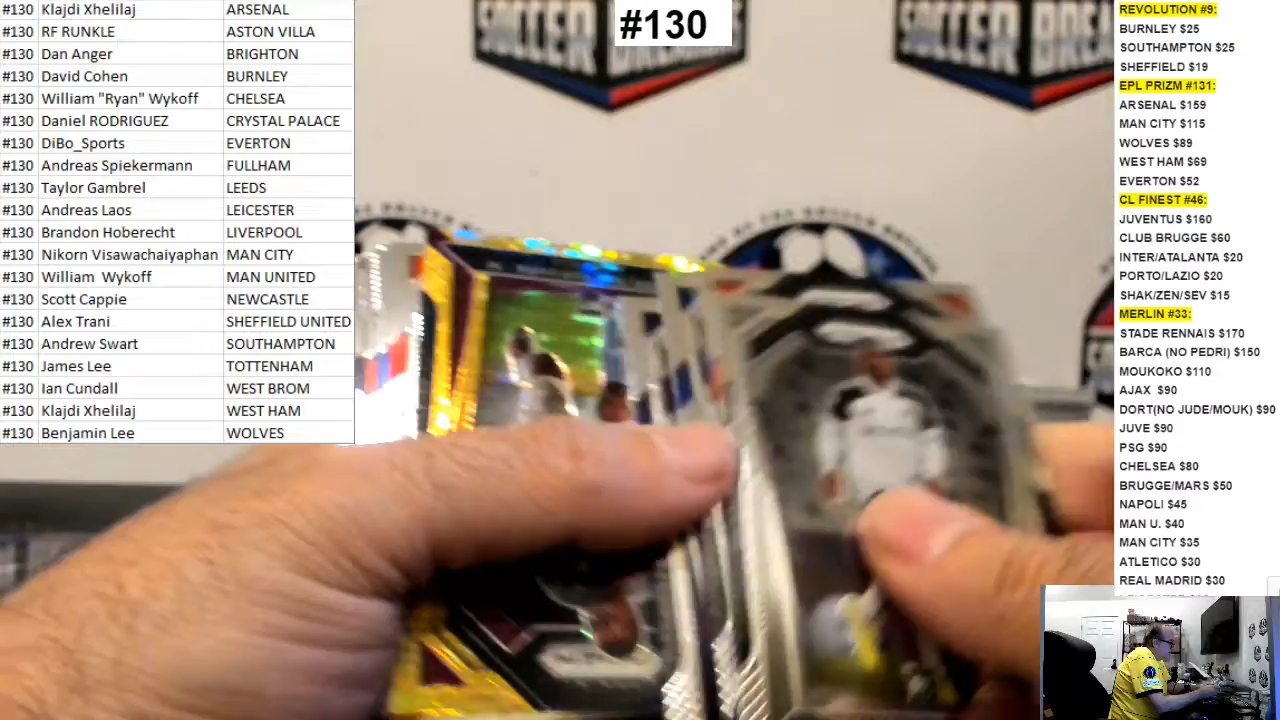 #130 Klajdi Xhelilaj ARSENAL
#130 RF RUNKLE ASTON VILLA
#130 Dan Anger BRIGHTON
#130 David Cohen BURNLEY
#130 William "Ryan" Wykoff CHELSEA
#130 Daniel RODRIGUEZ CRYSTAL PALACE
#130 DiBo_Sports EVERTON
#130 Andreas Spiekermann FULLHAM
#130 Taylor Gambrel LEEDS
#130 Andreas Laos LEICESTER
#130 Brandon Hoberecht LIVERPOOL
#130 Nikorn Visawachaiyaphan MAN CITY
#130 William Wykoff MAN UNITED
#130 Scott Cappie NEWCASTLE
#130 Alex Trani SHEFFIELD UNITED
#130 Andrew Swart SOUTHAMPTON
#130 James Lee TOTTENHAM
#130 Ian Cundall WEST BROM
#130 Klajdi Xhelilaj WEST HAM
#130 Benjamin Lee WOLVES
#130
SOCCER
REVOLUTION #9:
BURNLEY $25
SOUTHAMPTON $25
SHEFFIELD $19
EPL PRIZM #131:
ARSENAL $159
MAN CITY $115
WOLVES $89
WEST HAM $69
EVERTON $52
CL FINEST #46:
JUVENTUS $160
CLUB BRUGGE $60
INTER/ATALANTA $20
PORTO/LAZIO $20
SHAK/ZEN/SEV $15
MERLIN #33:
STADE RENNAIS $170
BARCA (NO PEDRI) $150
MOUKOKO $110
AJAX $90
DORT(NO JUDE/MOUK) $90
JUVE $90
PSG $90
CHELSEA $80
BRUGGE/MARS $50
NAPOLI $45
MAN U. $40
MAN CITY $35
ATLETICO $30
REAL MADRID $30